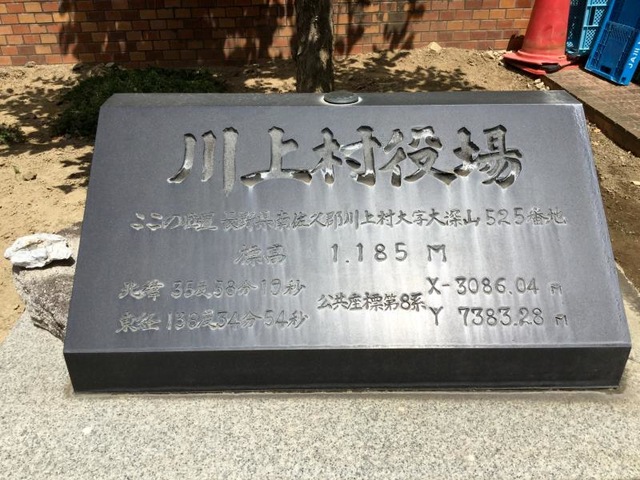 川上村役場
ここの位置 長野県南佐久郡川上村大字大深山525番地
標高 1.185 M
北緯 35度58分19秒 公共座標第8系 X-3086.04 m
東経 138度34分54秒 Y 7383.28 m